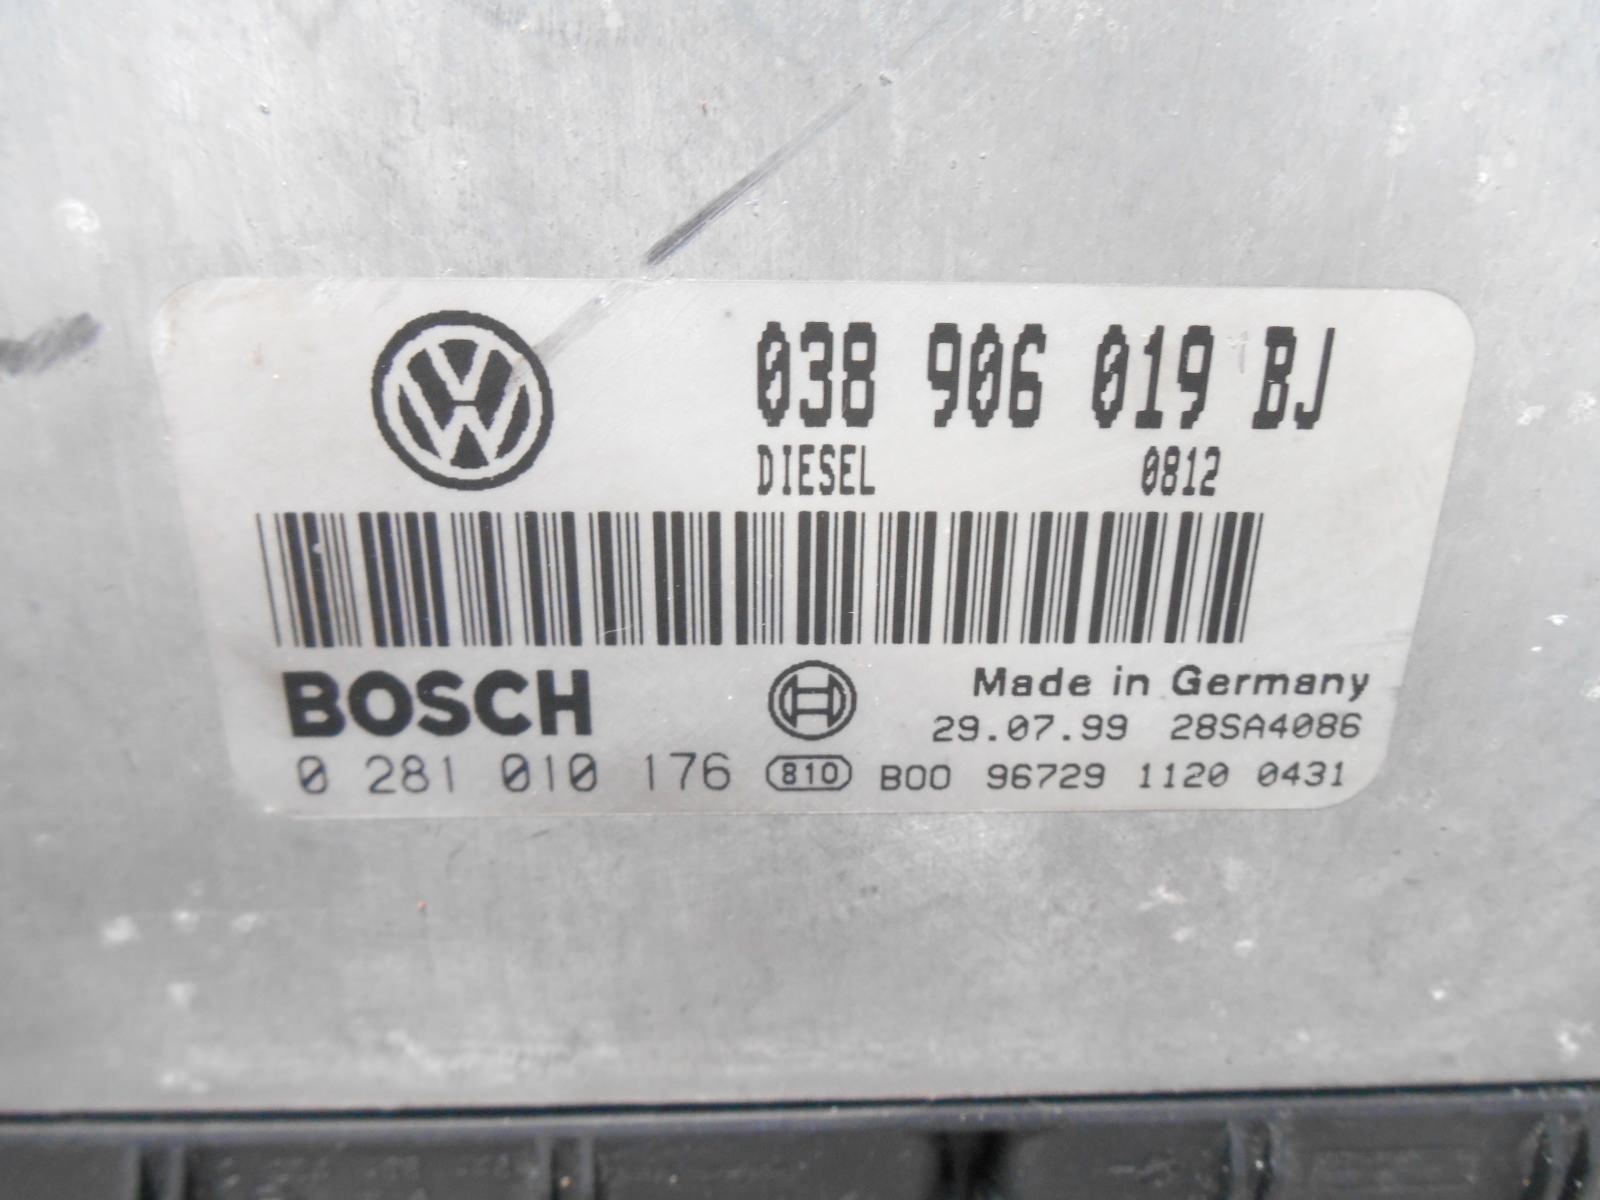 038 906 019 BJ
DIESEL 0812
BOSCH
Made in Germany
29.07.99 28SA4086
0 281 010 176 810 B00 96729 1120 0431